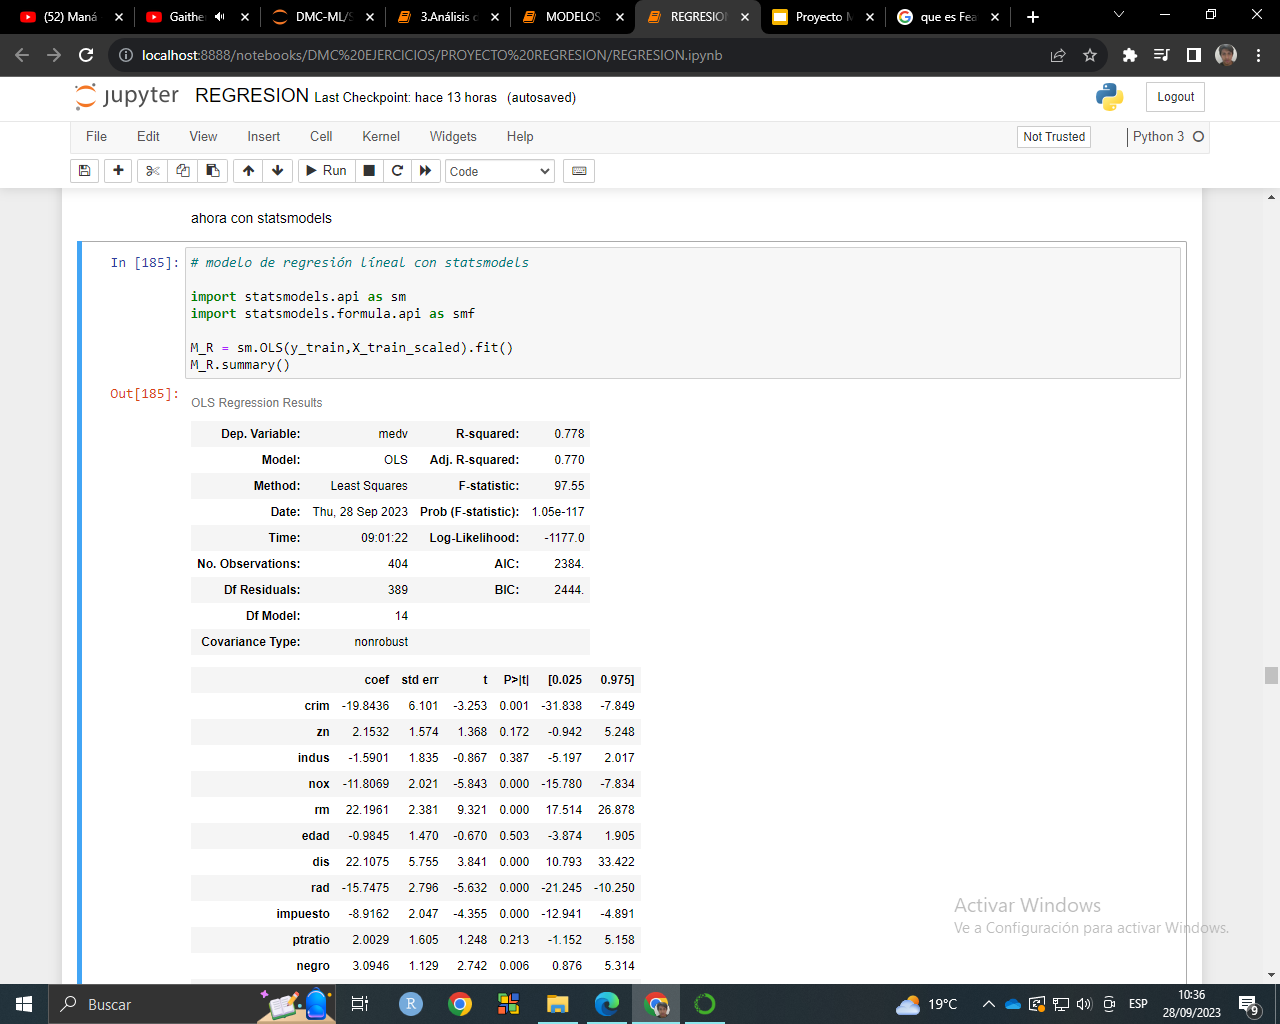 (52) Maná
Gaithe
DMC-ML/S
3.Análisis d
MODELOS
REGRESION
Proyecto M
que es Fea
localhost:8888/notebooks/DMC%20EJERCICIOS/PROYECTO%20REGRESION/REGRESION.ipynb
jupyter REGRESION Last Checkpoint: hace 13 horas (autosaved)
Logout
File Edit View Insert Cell Kernel Widgets Help
Not Trusted
Python 3
Run
Code
ahora con statsmodels
In [185]:
# modelo de regresión líneal con statsmodels
import statsmodels.api as sm
import statsmodels.formula.api as smf
M_R = sm.OLS(y_train,X_train_scaled).fit()
M_R.summary()
Out[185]:
OLS Regression Results
Dep. Variable: medv R-squared: 0.778
Model: OLS Adj. R-squared: 0.770
Method: Least Squares F-statistic: 97.55
Date: Thu, 28 Sep 2023 Prob (F-statistic): 1.05e-117
Time: 09:01:22 Log-Likelihood: -1177.0
No. Observations: 404 AIC: 2384.
Df Residuals: 389 BIC: 2444.
Df Model: 14
Covariance Type: nonrobust
coef std err t P>|t| [0.025 0.975]
crim -19.8436 6.101 -3.253 0.001 -31.838 -7.849
zn 2.1532 1.574 1.368 0.172 -0.942 5.248
indus -1.5901 1.835 -0.867 0.387 -5.197 2.017
nox -11.8069 2.021 -5.843 0.000 -15.780 -7.834
rm 22.1961 2.381 9.321 0.000 17.514 26.878
edad -0.9845 1.470 -0.670 0.503 -3.874 1.905
dis 22.1075 5.755 3.841 0.000 10.793 33.422
rad -15.7475 2.796 -5.632 0.000 -21.245 -10.250
impuesto -8.9162 2.047 -4.355 0.000 -12.941 -4.891
ptratio 2.0029 1.605 1.248 0.213 -1.152 5.158
negro 3.0946 1.129 2.742 0.006 0.876 5.314
Activar Windows
Ve a Configuración para activar Windows.
Buscar
R
19°C
ESP
10:36
28/09/2023
9